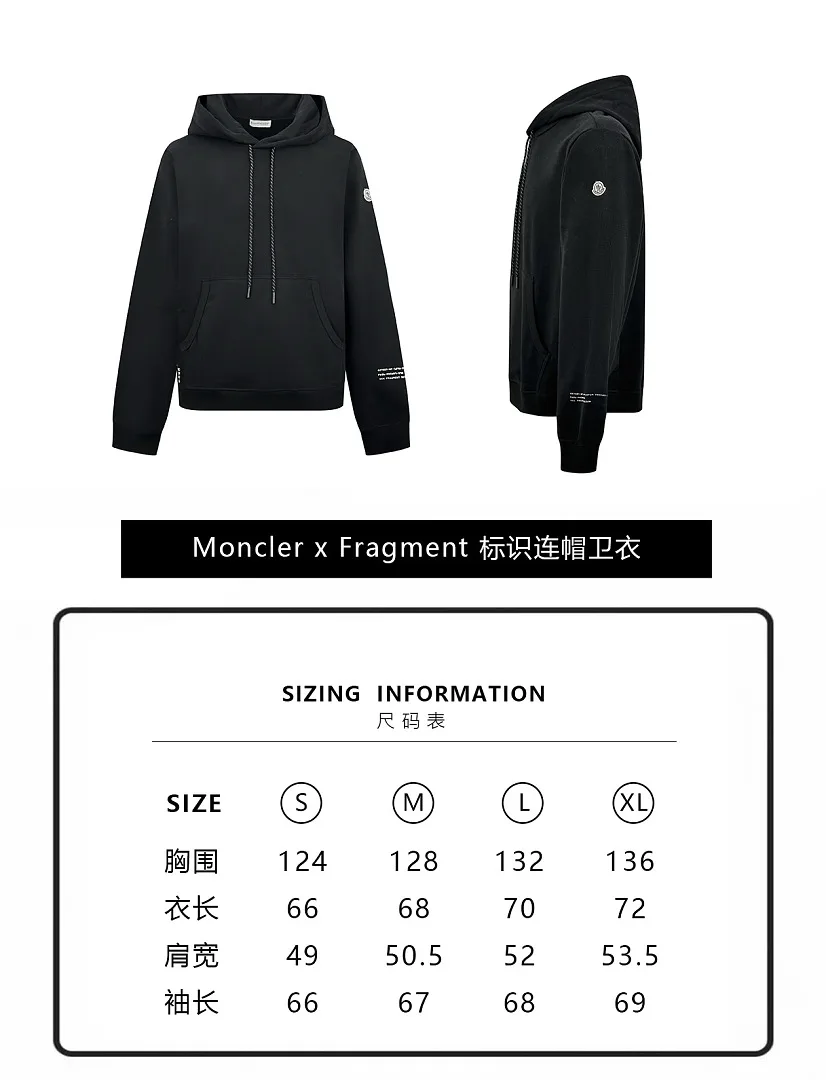 Moncler x Fragment 标识连帽卫衣
SIZING INFORMATION
尺码表
SIZE S M L XL
胸围 124 128 132 136
衣长 66 68 70 72
肩宽 49 50.5 52 53.5
袖长 66 67 68 69